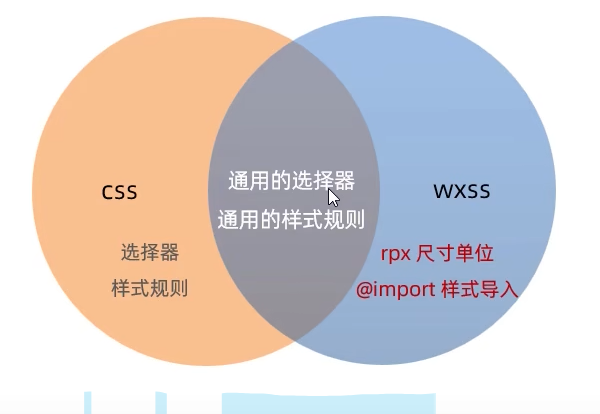 通用的选择器
css
wxss
通用的样式规则
选择器
rpx 尺寸单位
样式规则
@import 样式导入